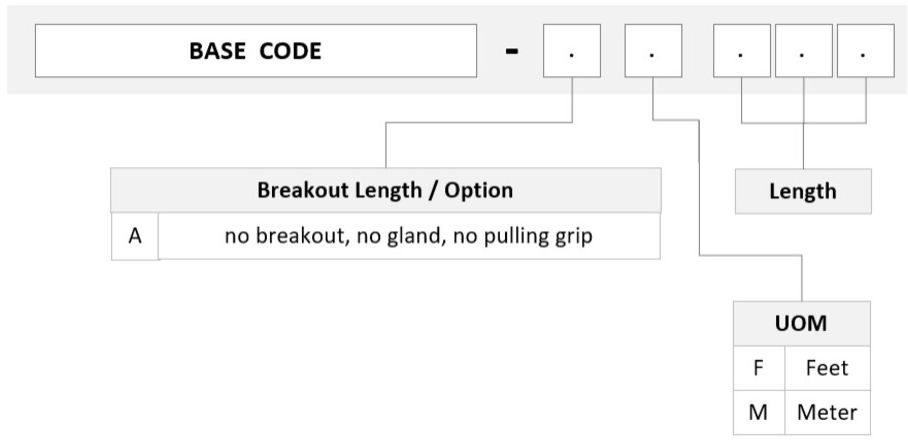 BASE CODE - . . . . .
Breakout Length / Option
A no breakout, no gland, no pulling grip
Length
UOM
F Feet
M Meter